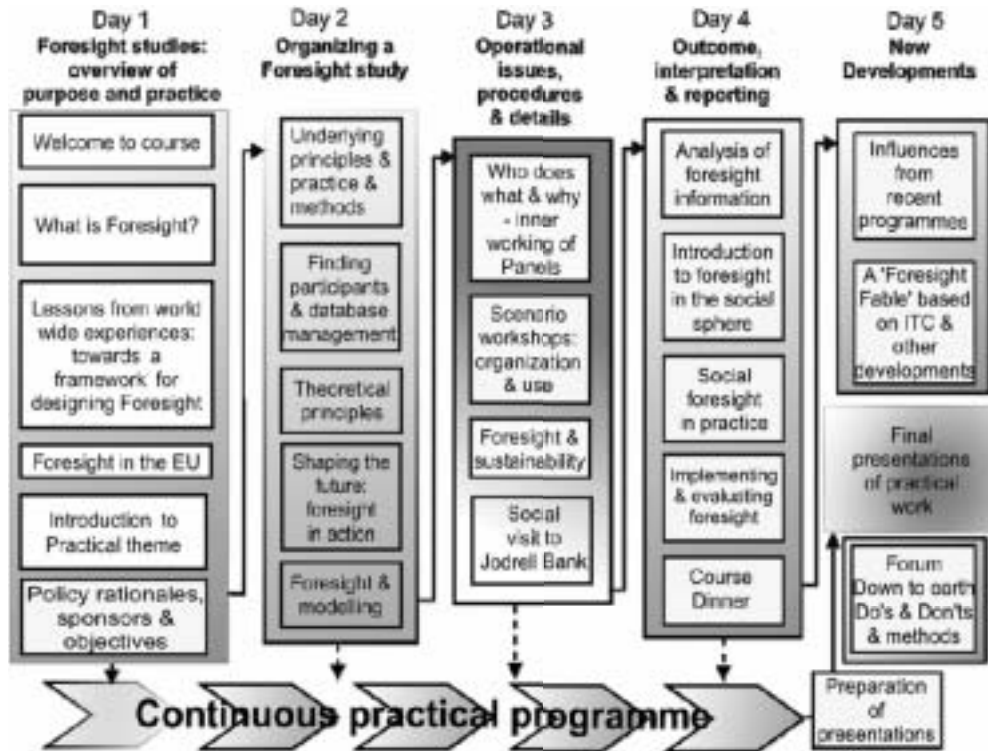 Day 1
Foresight studies:
overview of
purpose and practice
Welcome to course
What is Foresight?
Lessons from world
wide experiences:
towards a
framework for
designing Foresight
Foresight in the EU
Introduction to
Practical theme
Policy rationales,
sponsors &
objectives
Day 2
Organizing a
Foresight study
Underlying
principles &
practice &
methods
Finding
participants
& database
management
Theoretical
principles
Shaping the
future:
foresight
in action
Foresight &
modelling
Day 3
Operational
issues,
procedures
& details
Who does
what & why
- inner
working of
Panels
Scenario
workshops:
organization
& use
Foresight &
sustainability
Social
visit to
Jodrell Bank
Day 4
Outcome,
interpretation
& reporting
Analysis of
foresight
information
Introduction
to foresight
in the social
sphere
Social
foresight
in practice
Implementing
& evaluating
foresight
Course
Dinner
Day 5
New
Developments
Influences
from
recent
programmes
A 'Foresight
Fable' based
on ITC &
other
developments
Final
presentations
of practical
work
Forum
Down to earth
Do's & Don'ts
& methods
Continuous practical programme
Preparation
of
presentations